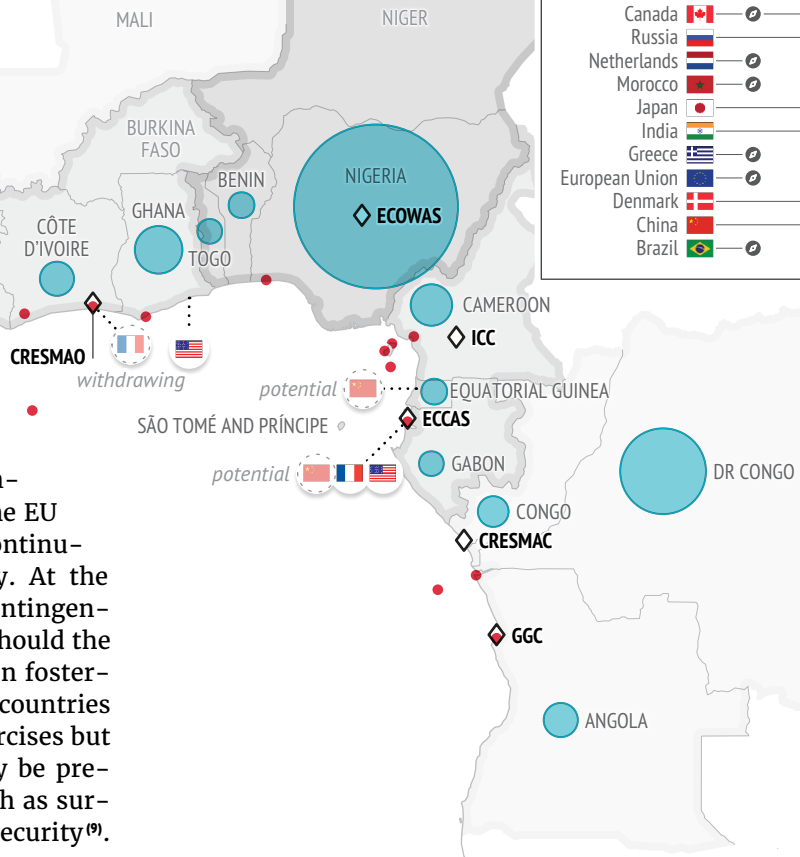 MALI
NIGER
BURKINA
FASO
BENIN
NIGERIA
ECOWAS
GHANA
CÔTE
D'IVOIRE
TOGO
CAMEROON
ICC
CRESMAO
withdrawing
potential
EQUATORIAL GUINEA
SÃO TOMÉ AND PRÍNCIPE
ECCAS
potential
GABON
DR CONGO
CONGO
CRESMAC
GGC
ANGOLA
Canada
Russia
Netherlands
Morocco
Japan
India
Greece
European Union
Denmark
China
Brazil
n-
ne EU
ontinu-
y. At the
ntingen-
hould the
n foster-
countries
rcises but
y be pre-
h as sur-
ecurity(9).